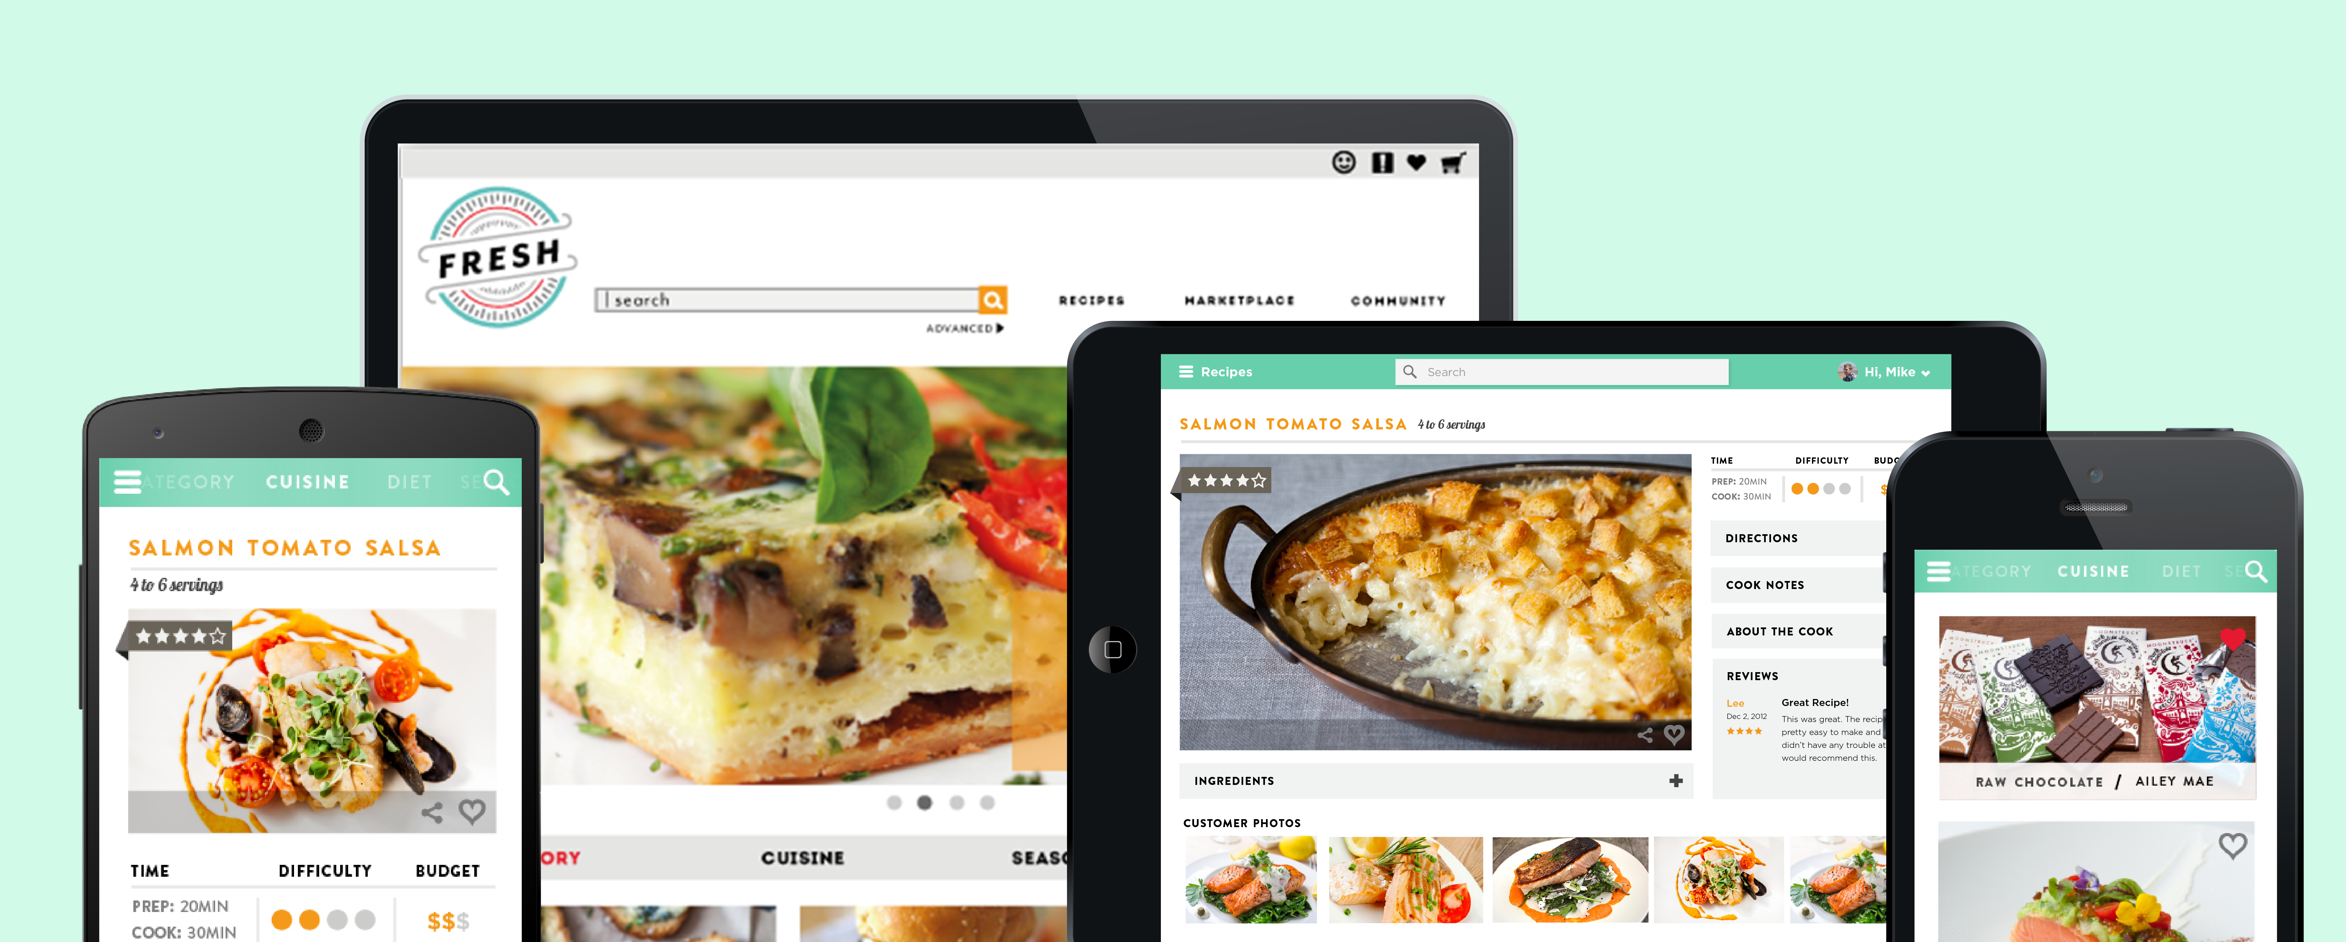 FRESH
search
ADVANCED
RECIPES
MARKETPLACE
COMMUNITY
ORY
CUISINE
SEASO
ATEGORY CUISINE DIET SE
SALMON TOMATO SALSA
4 to 6 servings
TIME DIFFICULTY BUDGET
PREP: 20MIN
COOK: 30MIN
$$$
Recipes
Search
Hi, Mike
SALMON TOMATO SALSA 4 to 6 servings
TIME DIFFICULTY BUDG
PREP: 20MIN
COOK: 30MIN
$
DIRECTIONS
COOK NOTES
ABOUT THE COOK
REVIEWS
Lee
Dec 2, 2012
Great Recipe!
This was great. The recip
pretty easy to make and
didn't have any trouble at
would recommend this.
INGREDIENTS
CUSTOMER PHOTOS
ATEGORY CUISINE DIET SE
MOONSTRUCK
RAW CHOCOLATE / AILEY MAE